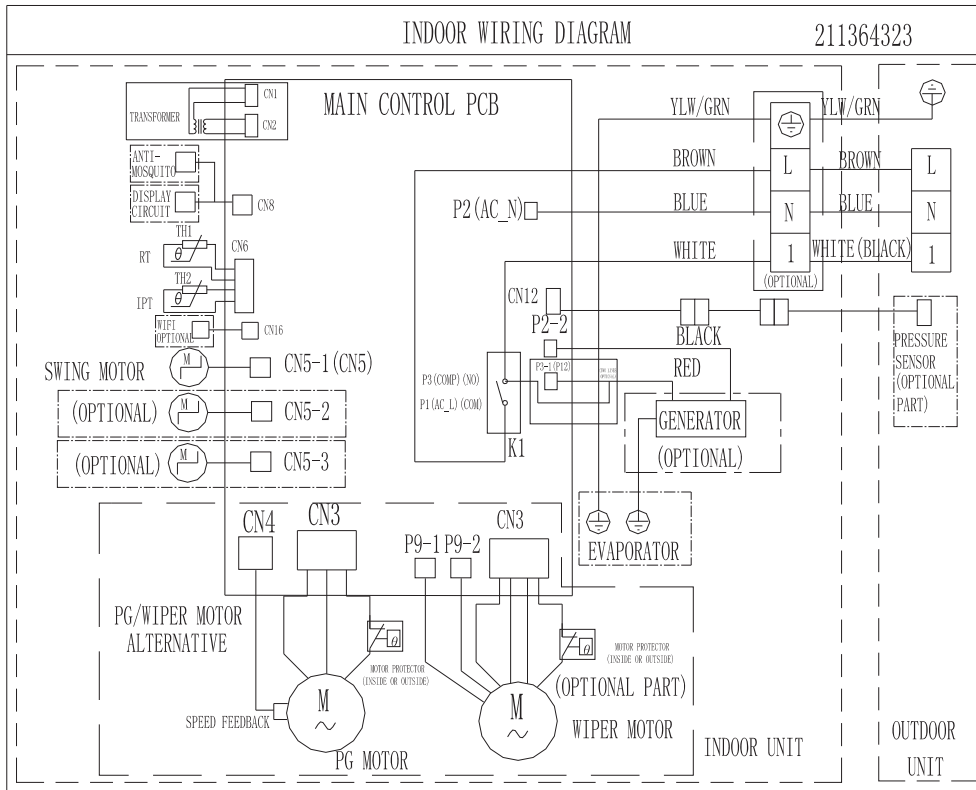 INDOOR WIRING DIAGRAM
211364323
MAIN CONTROL PCB
CN1
TRANSFORMER
CN2
ANTI-
MOSQUITO
DISPLAY
CIRCUIT
CN8
TH1
RT
CN6
TH2
IPT
WIFI
OPTIONAL
CN16
SWING MOTOR
M
CN5-1(CN5)
(OPTIONAL)
M
CN5-2
(OPTIONAL)
M
CN5-3
YLW/GRN
YLW/GRN
BROWN
L
BROWN
L
P2(AC_N)
BLUE
N
BLUE
N
WHITE
1
WHITE(BLACK)
1
(OPTIONAL)
CN12
P2-2
BLACK
PRESSURE
SENSOR
(OPTIONAL
PART)
P3(COMP)(NO)
P3-1(P12)
RED
P1(AC_L)(COM)
K1
GENERATOR
(OPTIONAL)
EVAPORATOR
CN4
CN3
P9-1
P9-2
CN3
PG/WIPER MOTOR
ALTERNATIVE
θ
MOTOR PROTECTOR
(INSIDE OR OUTSIDE)
θ
MOTOR PROTECTOR
(INSIDE OR OUTSIDE)
(OPTIONAL PART)
SPEED FEEDBACK
M
PG MOTOR
M
WIPER MOTOR
INDOOR UNIT
OUTDOOR
UNIT